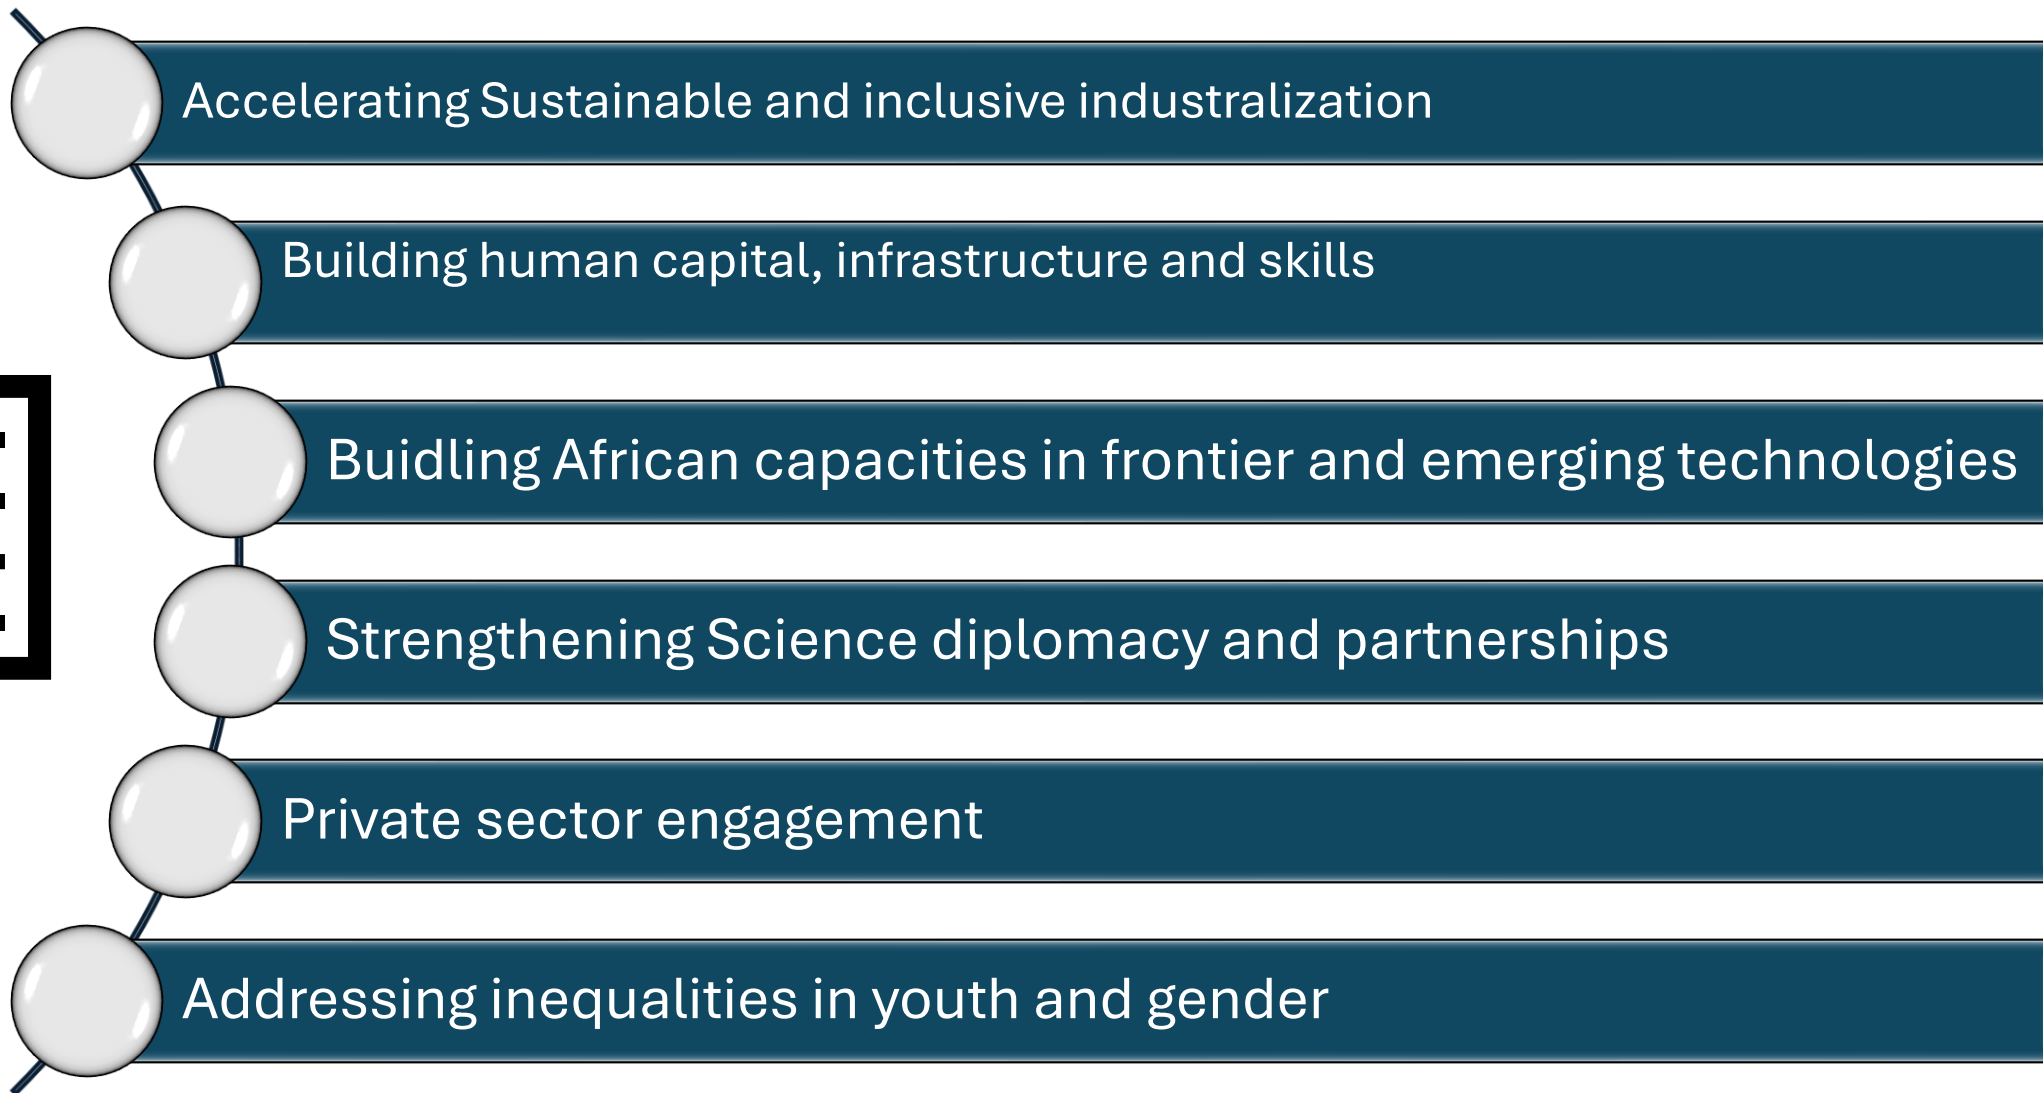 Accelerating Sustainable and inclusive industralization
Building human capital, infrastructure and skills
Buidling African capacities in frontier and emerging technologies
Strengthening Science diplomacy and partnerships
Private sector engagement
Addressing inequalities in youth and gender